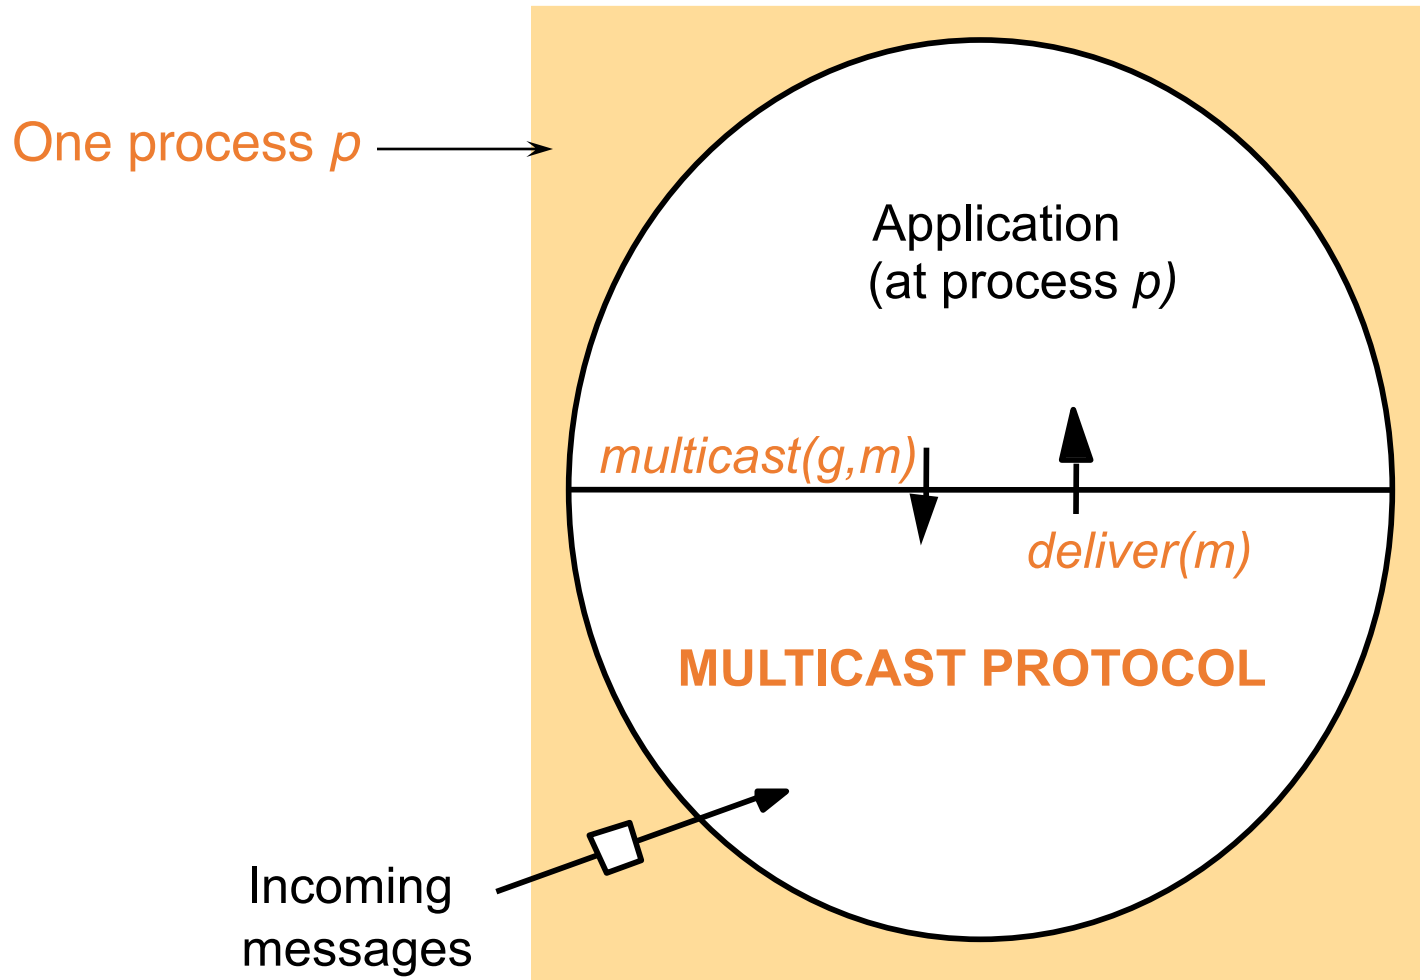 One process p
Application
(at process p)
multicast(g,m)
deliver(m)
MULTICAST PROTOCOL
Incoming
messages